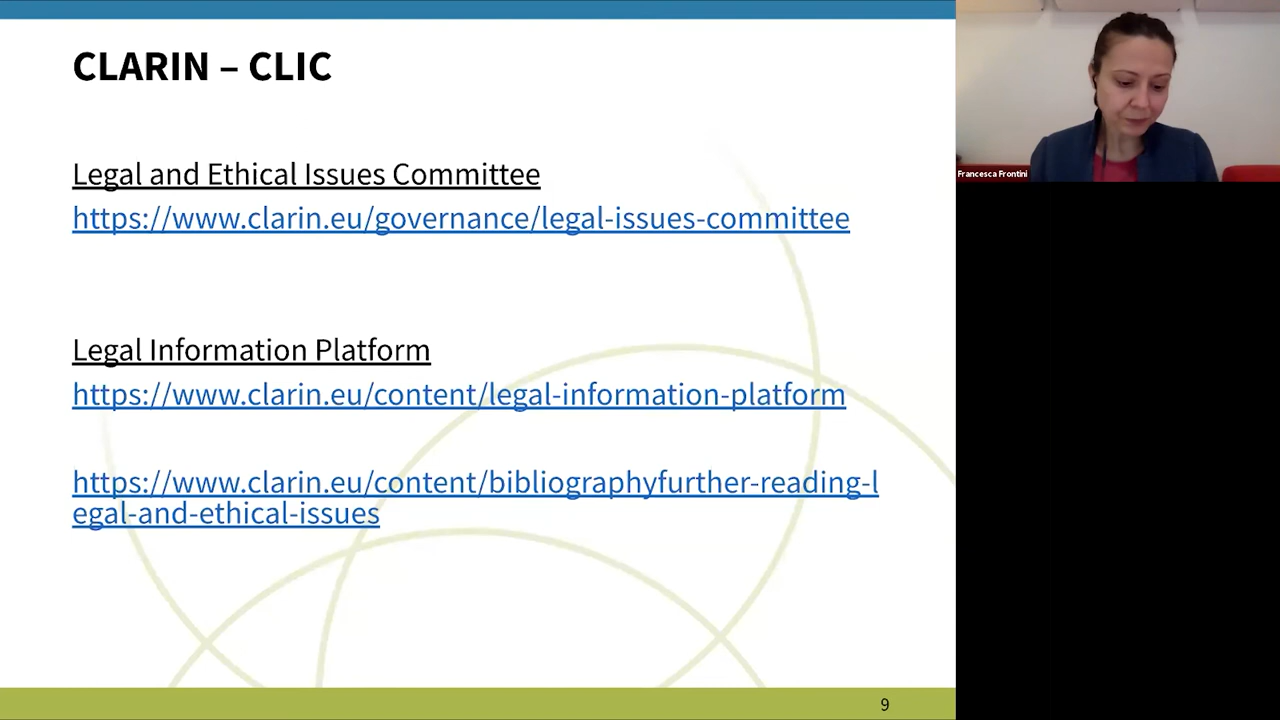 CLARIN – CLIC
Legal and Ethical Issues Committee
https://www.clarin.eu/governance/legal-issues-committee
Legal Information Platform
https://www.clarin.eu/content/legal-information-platform
https://www.clarin.eu/content/bibliographyfurther-reading-l
egal-and-ethical-issues
9
Francesca Frontini